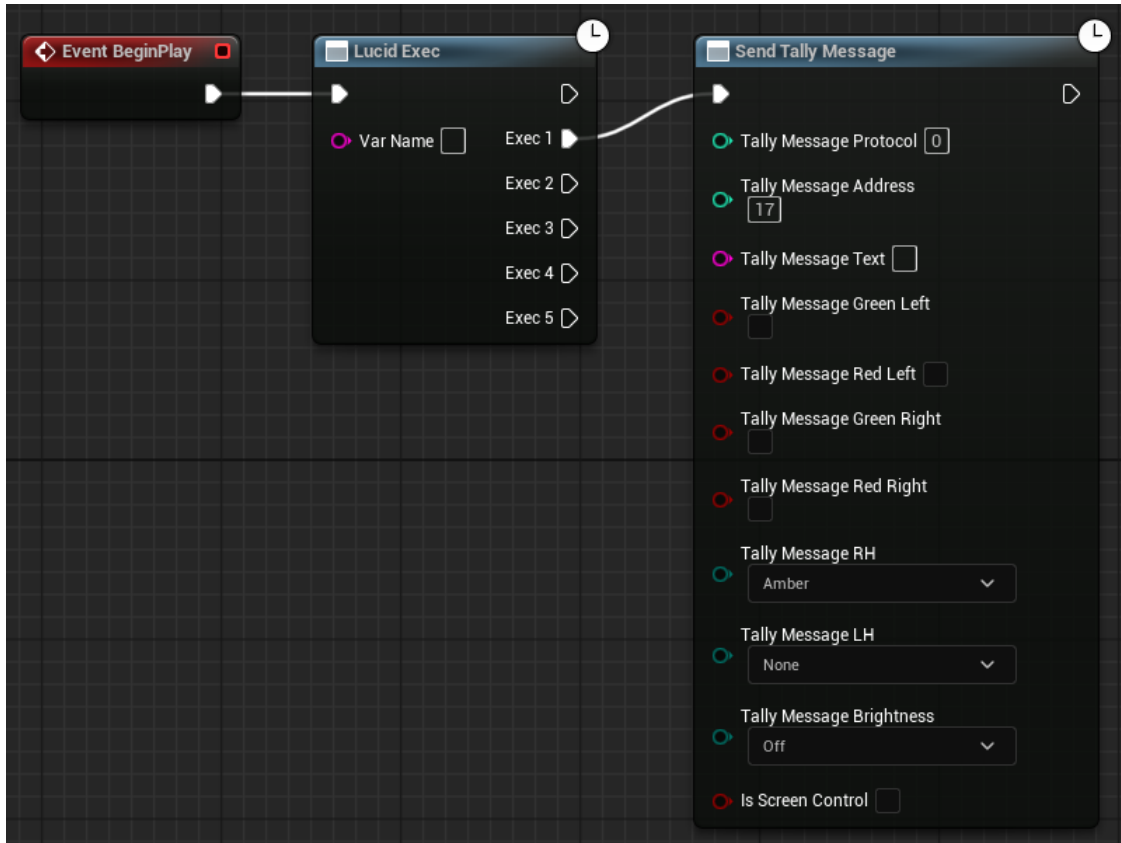 Event BeginPlay
Lucid Exec
Var Name
Exec 1
Exec 2
Exec 3
Exec 4
Exec 5
Send Tally Message
Tally Message Protocol 0
Tally Message Address
17
Tally Message Text
Tally Message Green Left
Tally Message Red Left
Tally Message Green Right
Tally Message Red Right
Tally Message RH
Amber
Tally Message LH
None
Tally Message Brightness
Off
Is Screen Control